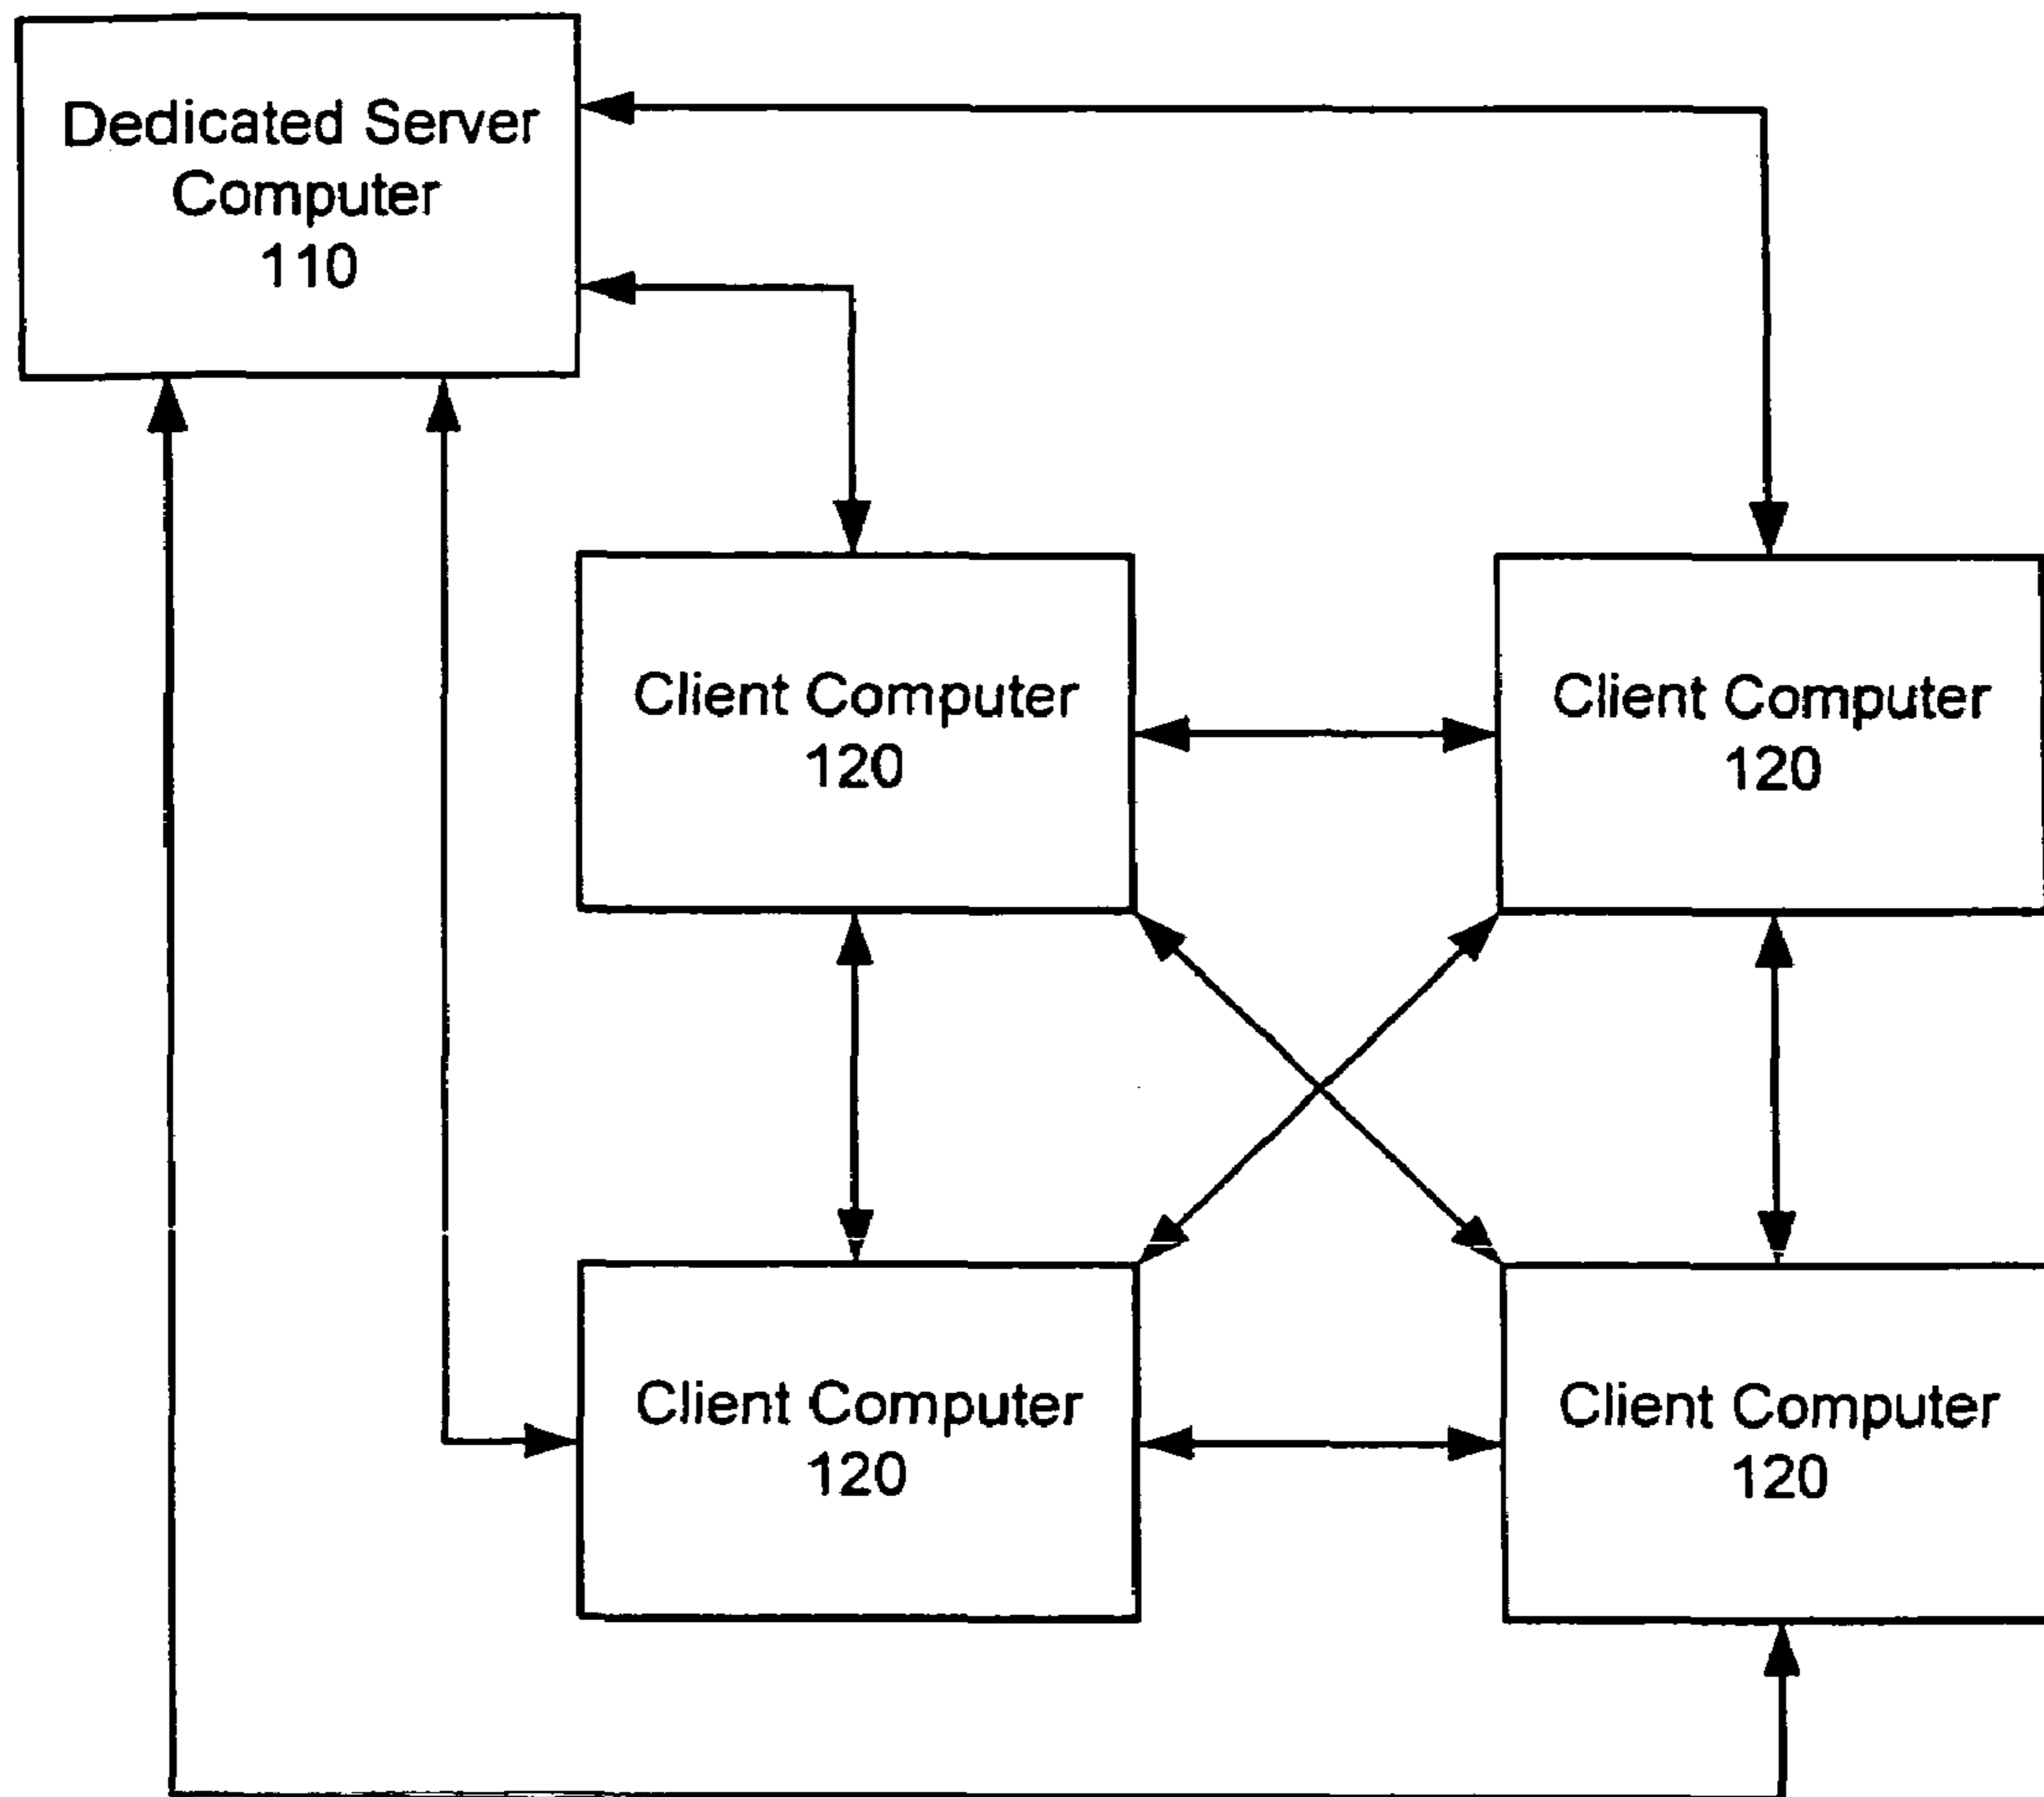 Dedicated Server
Computer
110
Client Computer
120
Client Computer
120
Client Computer
120
Client Computer
120